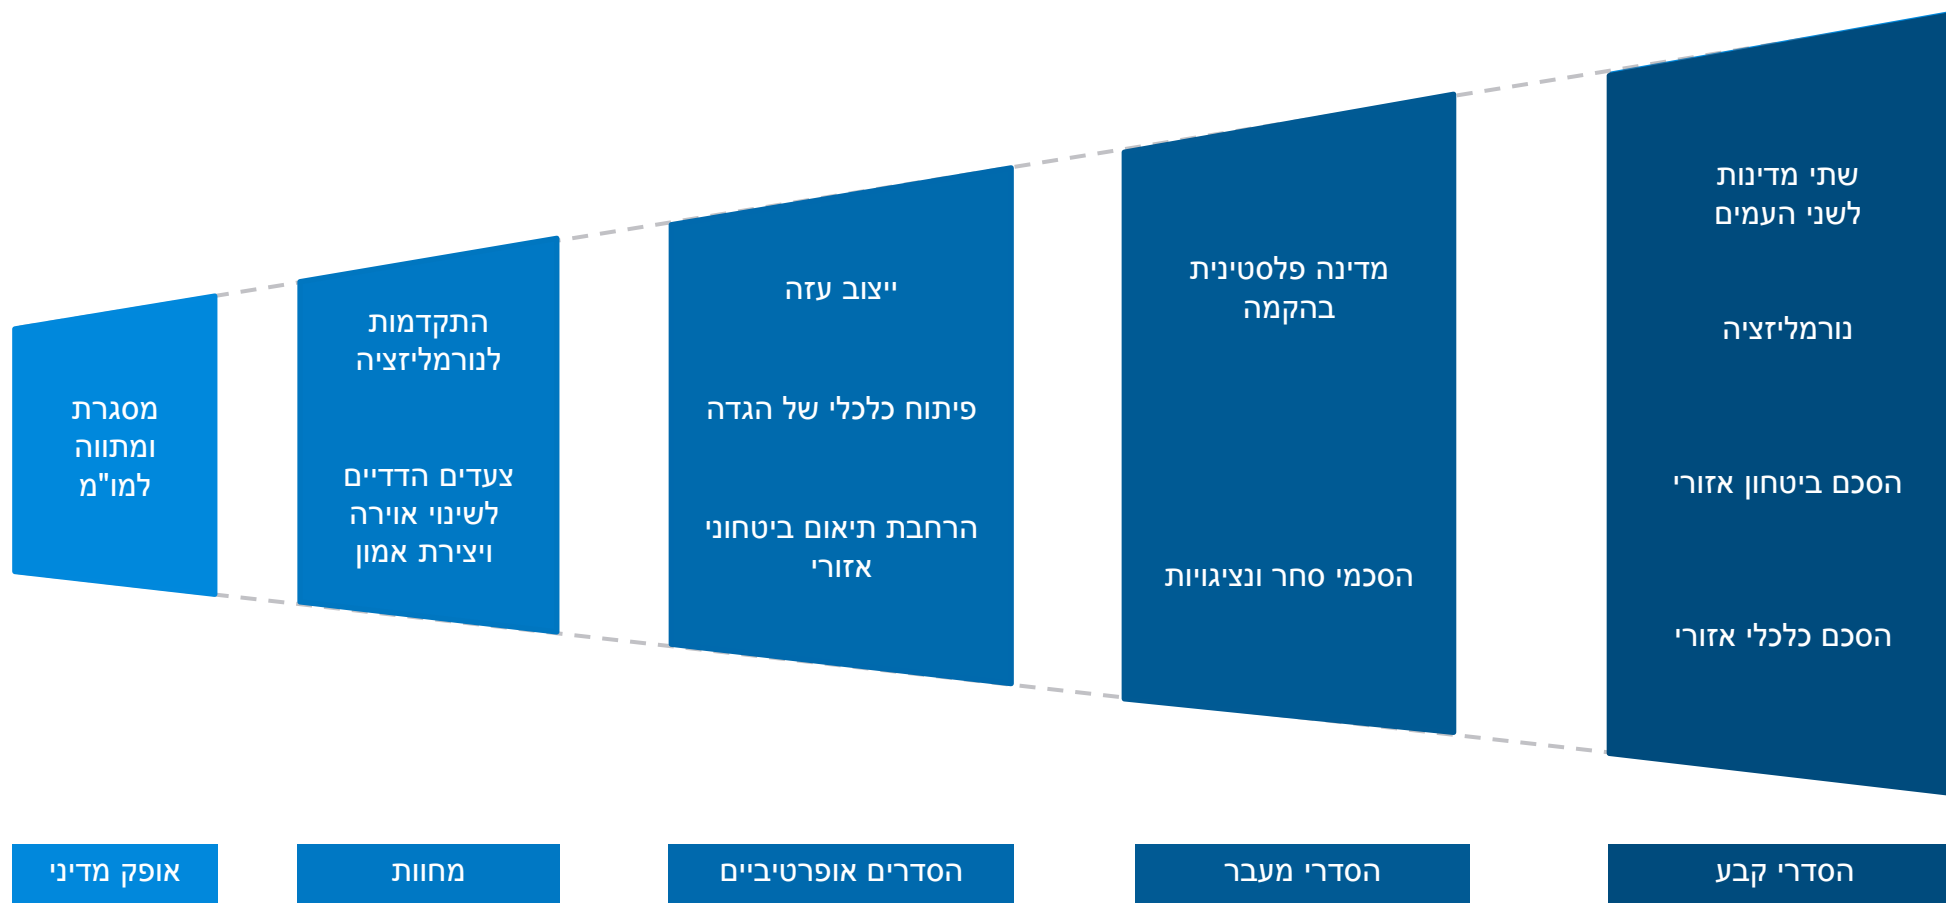 מסגרת
ומתווה
למו"מ
התקדמות
לנורמליזציה
צעדים הדדיים
לשינוי אוירה
ויצירת אמון
ייצוב עזה
פיתוח כלכלי של הגדה
הרחבת תיאום ביטחוני
אזורי
מדינה פלסטינית
בהקמה
הסכמי סחר ונציגויות
שתי מדינות
לשני העמים
נורמליזציה
הסכם ביטחון אזורי
הסכם כלכלי אזורי
אופק מדיני
מחוות
הסדרים אופרטיביים
הסדרי מעבר
הסדרי קבע